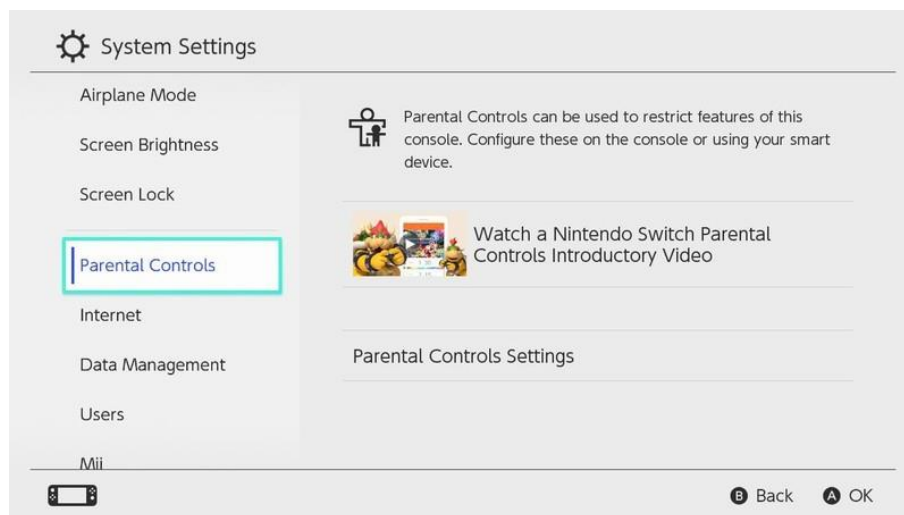 System Settings
Airplane Mode
Screen Brightness
Screen Lock
Parental Controls
Internet
Data Management
Users
Mii
Parental Controls can be used to restrict features of this
console. Configure these on the console or using your smart
device.
Watch a Nintendo Switch Parental
Controls Introductory Video
Parental Controls Settings
B Back A OK